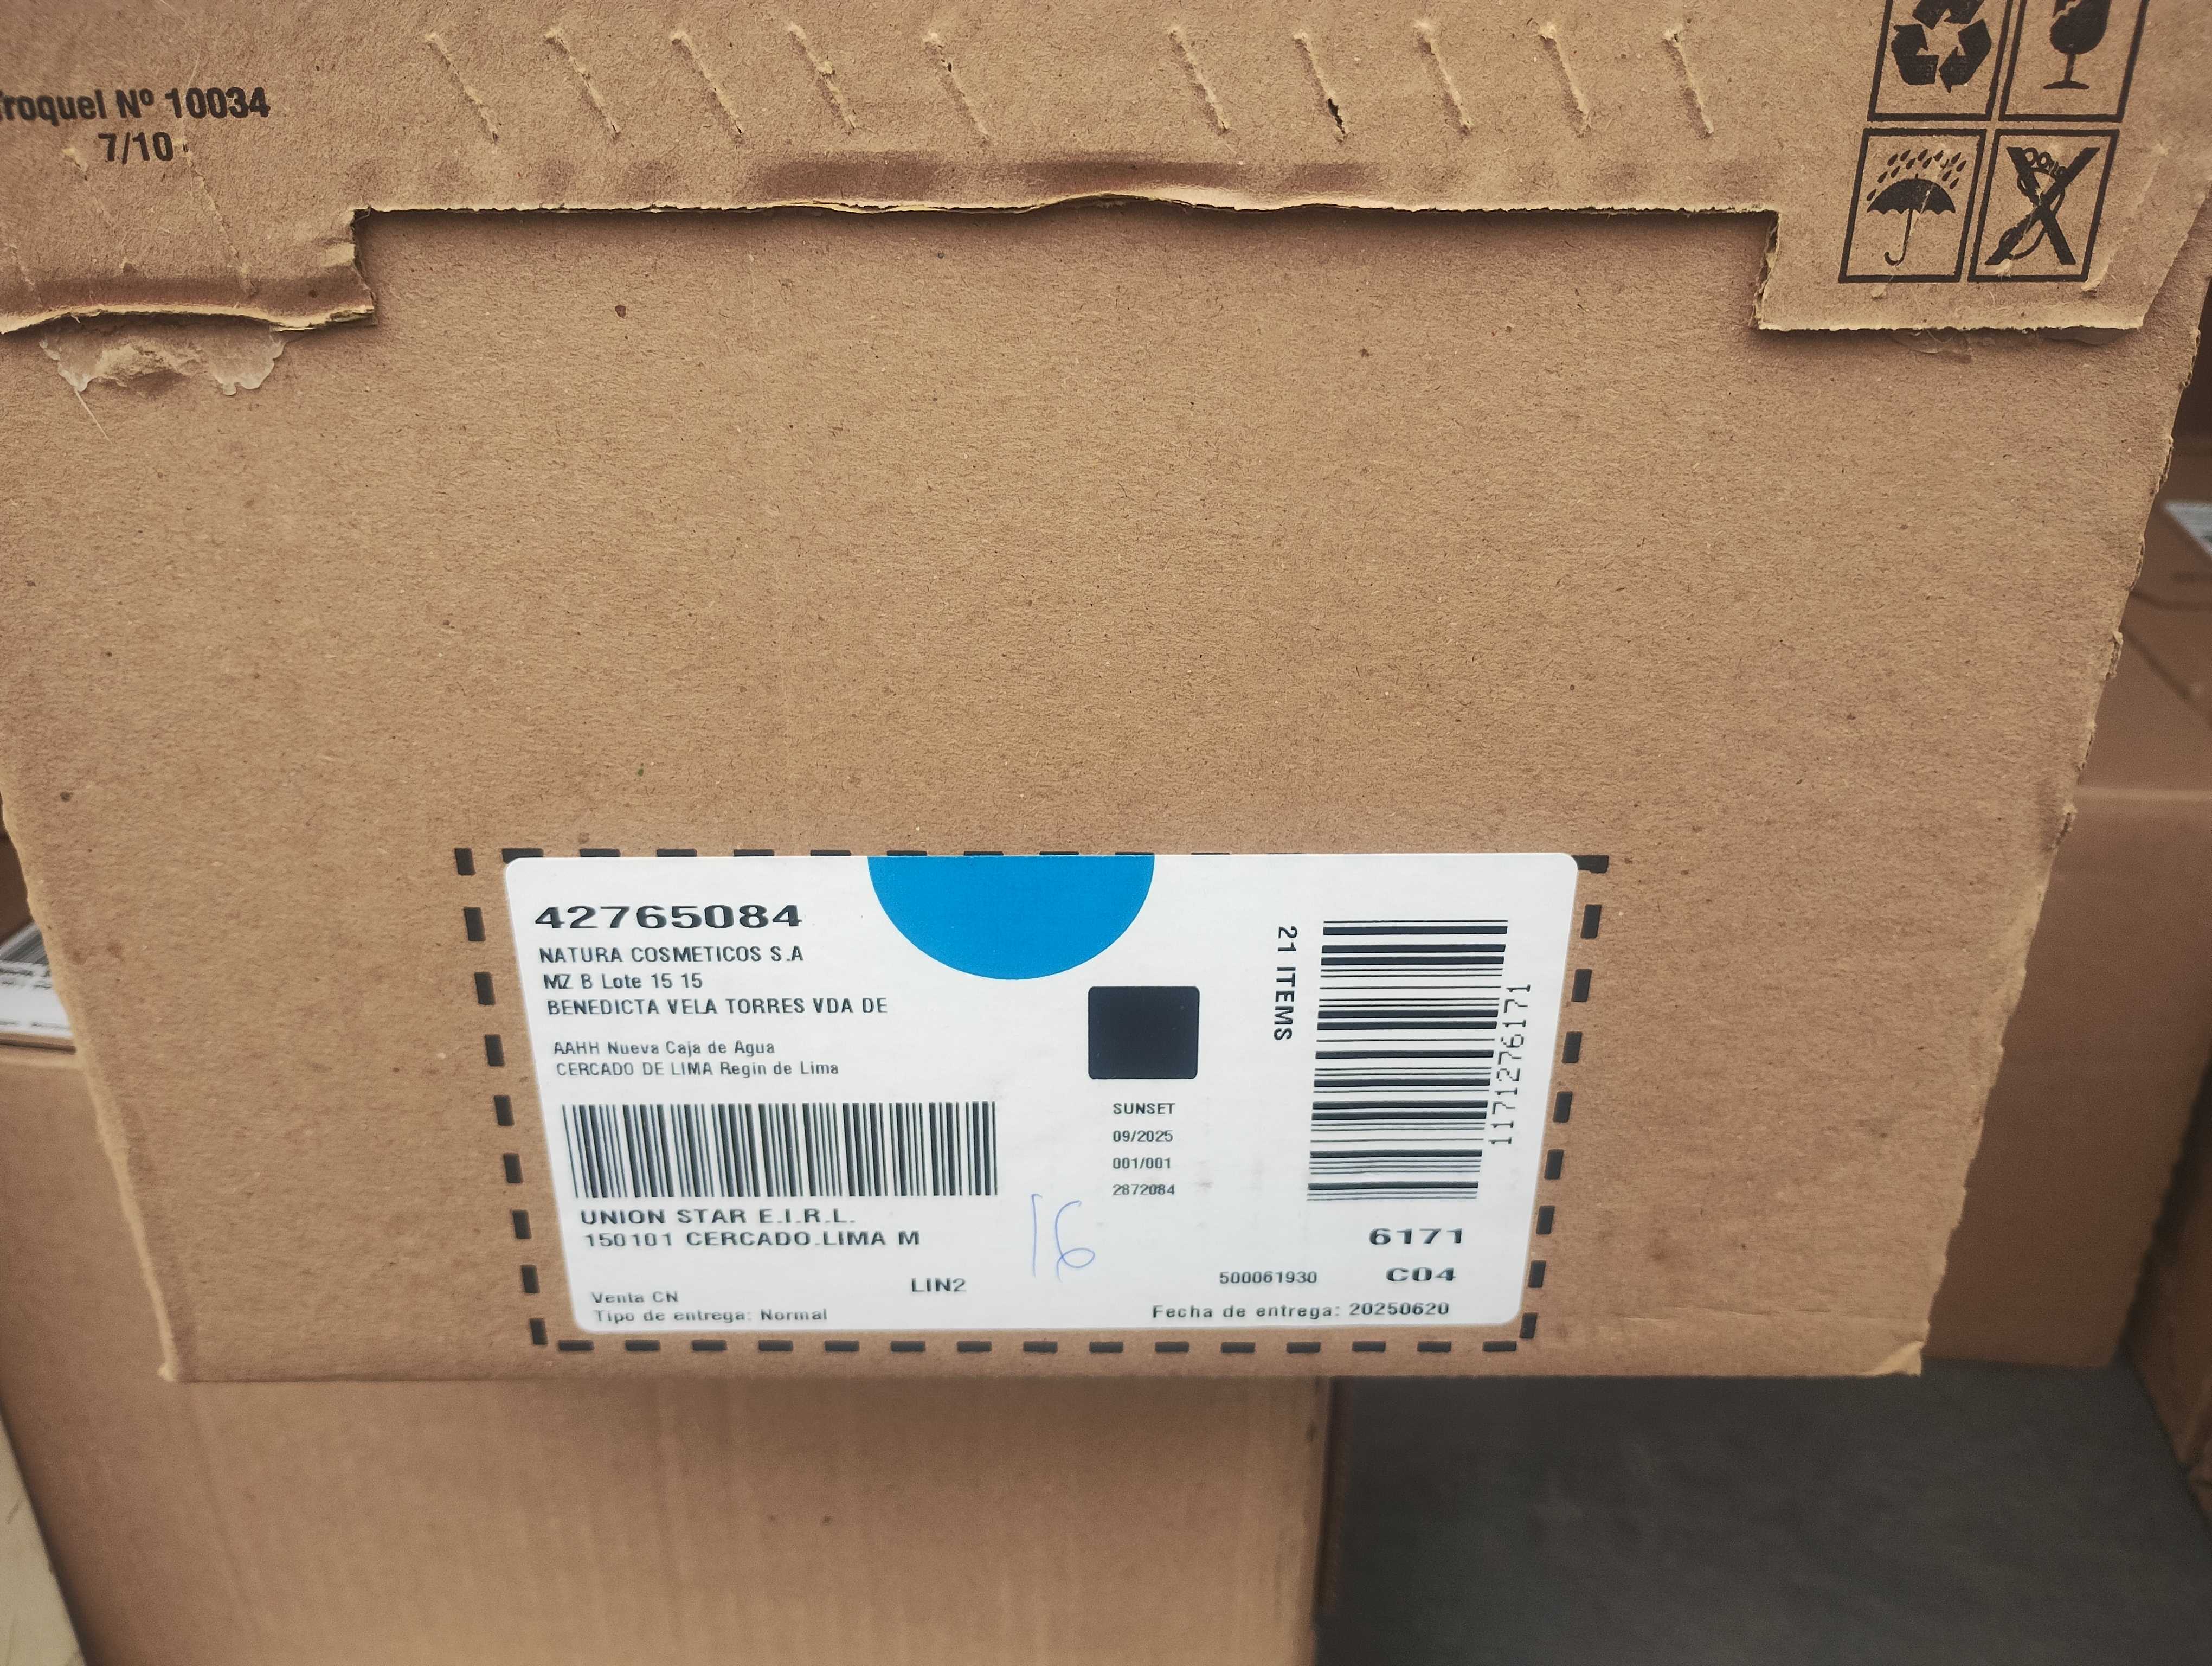 Troquel Nº 10034
7/10
42765084
NATURA COSMETICOS S.A
MZ B Lote 15 15
BENEDICTA VELA TORRES VDA DE
AAHH Nueva Caja de Agua
CERCADO DE LIMA Regin de Lima
UNION STAR E.I.R.L.
150101 CERCADO.LIMA M
LIN2
Venta CN
Tipo de entrega: Normal
16
SUNSET
09/2025
001/001
2872084
21 ITEMS
1171276171
6171
500061930 C04
Fecha de entrega: 20250620